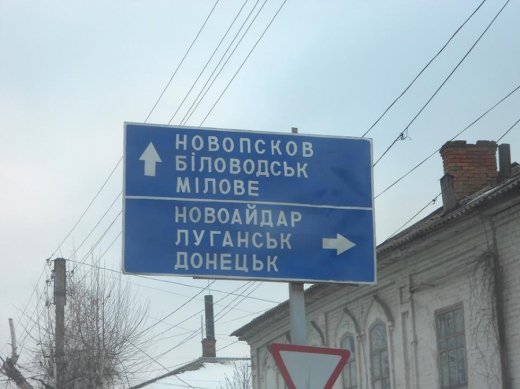 НОВОПСКОВ
БІЛОВОДСЬК
МІЛОВЕ
НОВОАЙДАР
ЛУГАНСЬК
ДОНЕЦЬК